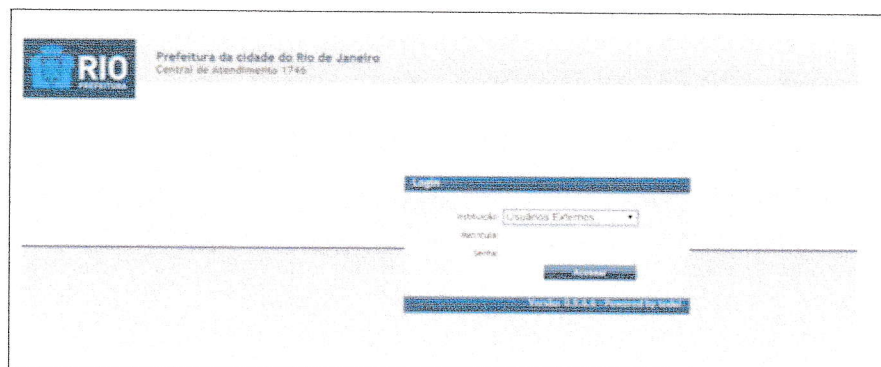 RIO
PREFEITURA
Prefeitura da cidade do Rio de Janeiro
Central de Atendimento 1746
Login
Instituição: Usuários Externos
Matrícula:
Senha:
Acessar